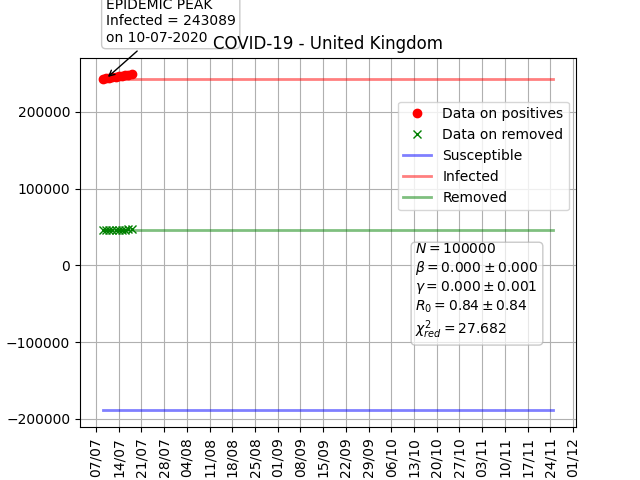 EPIDEMIC PEAK
Infected = 243089
on 10-07-2020
COVID-19 - United Kingdom
200000
100000
0
−100000
−200000
Data on positives
Data on removed
Susceptible
Infected
Removed
N = 100000
β = 0.000 ± 0.000
γ = 0.000 ± 0.001
R₀ = 0.84 ± 0.84
χ²_red = 27.682
07/07
14/07
21/07
28/07
04/08
11/08
18/08
25/08
01/09
08/09
15/09
22/09
29/09
06/10
13/10
20/10
27/10
03/11
10/11
17/11
24/11
01/12